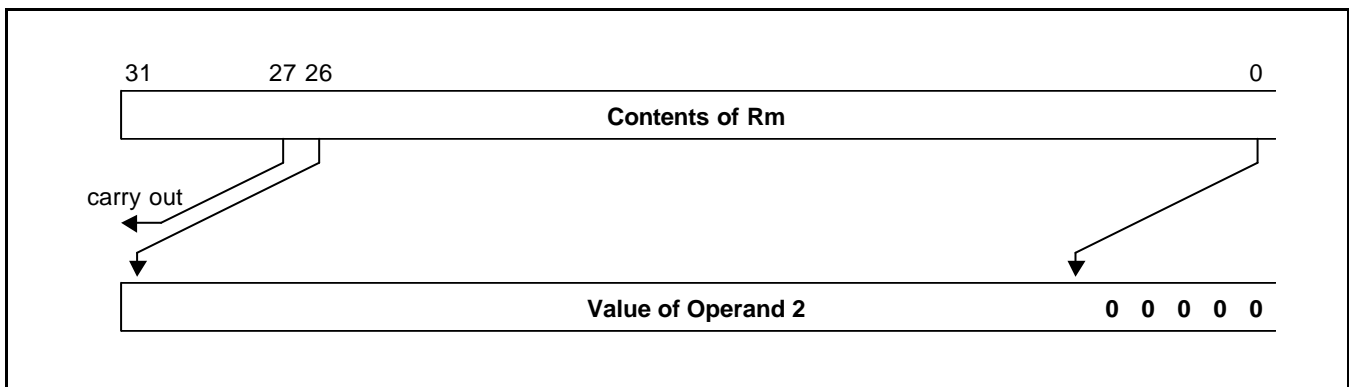 31 27 26 0
Contents of Rm
carry out
Value of Operand 2 0 0 0 0 0